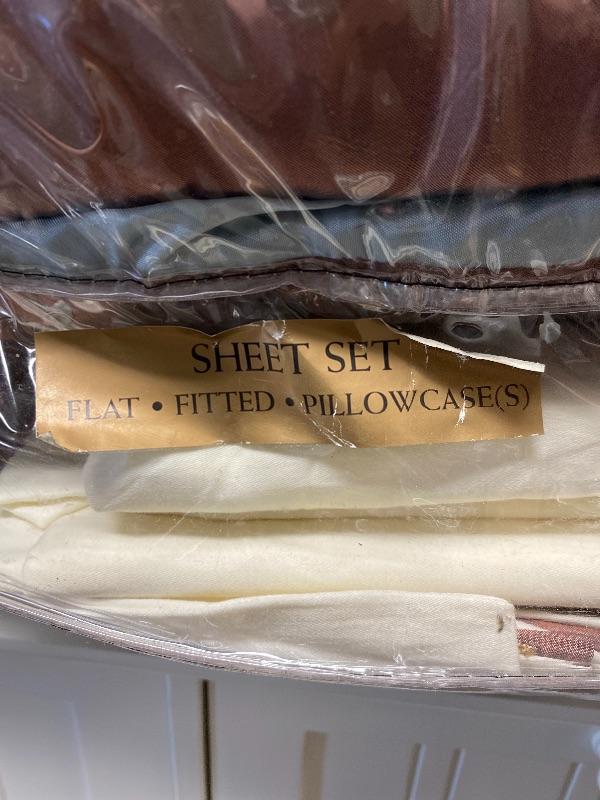 SHEET SET
FLAT • FITTED • PILLOWCASE(S)